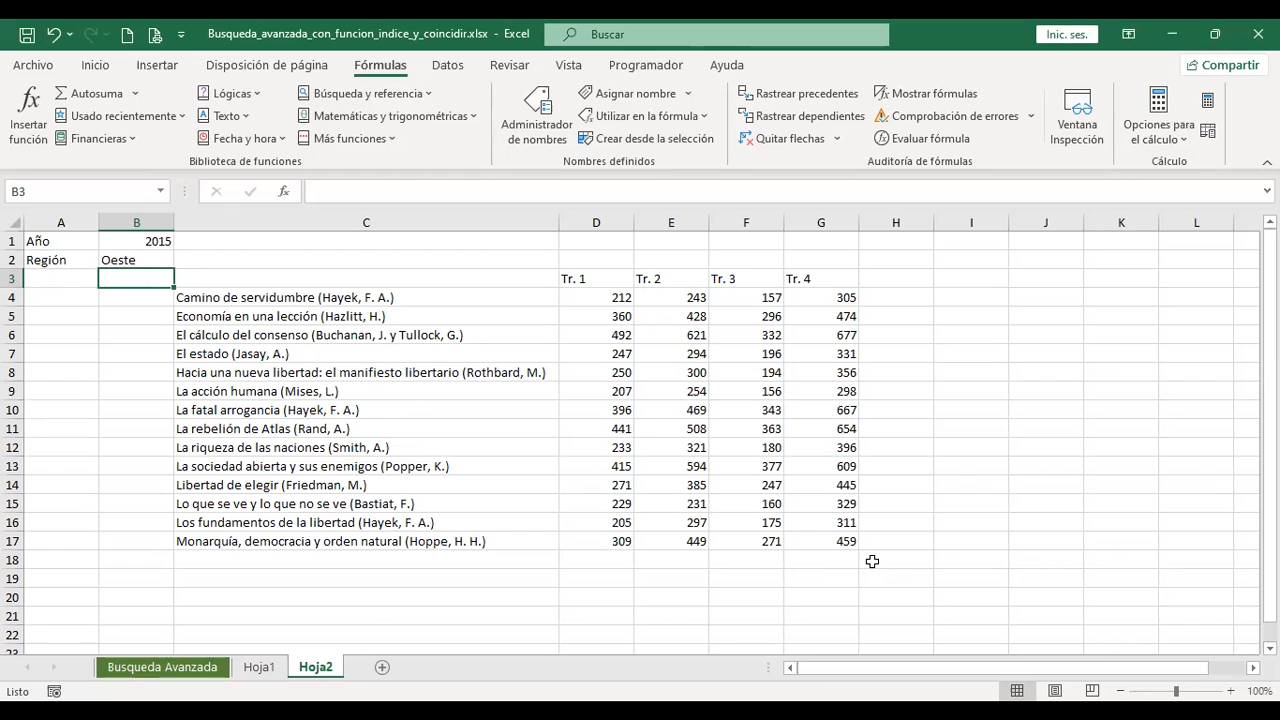 Busqueda_avanzada_con_funcion_indice_y_coincidir.xlsx - Excel
Buscar
Inic. ses.
Archivo Inicio Insertar Disposición de página Fórmulas Datos Revisar Vista Programador Ayuda
Compartir
fx Insertar función
Autosuma
Usado recientemente
Financieras
Lógicas
Texto
Fecha y hora
Búsqueda y referencia
Matemáticas y trigonométricas
Más funciones
Biblioteca de funciones
Administrador de nombres
Asignar nombre
Utilizar en la fórmula
Crear desde la selección
Nombres definidos
Rastrear precedentes
Rastrear dependientes
Quitar flechas
Mostrar fórmulas
Comprobación de errores
Evaluar fórmula
Ventana Inspección
Auditoría de fórmulas
Opciones para el cálculo
Cálculo
B3 fx
A B C D E F G H I J K L
1 Año 2015
2 Región Oeste
3 Tr. 1 Tr. 2 Tr. 3 Tr. 4
4 Camino de servidumbre (Hayek, F. A.) 212 243 157 305
5 Economía en una lección (Hazlitt, H.) 360 428 296 474
6 El cálculo del consenso (Buchanan, J. y Tullock, G.) 492 621 332 677
7 El estado (Jasay, A.) 247 294 196 331
8 Hacia una nueva libertad: el manifiesto libertario (Rothbard, M.) 250 300 194 356
9 La acción humana (Mises, L.) 207 254 156 298
10 La fatal arrogancia (Hayek, F. A.) 396 469 343 667
11 La rebelión de Atlas (Rand, A.) 441 508 363 654
12 La riqueza de las naciones (Smith, A.) 233 321 180 396
13 La sociedad abierta y sus enemigos (Popper, K.) 415 594 377 609
14 Libertad de elegir (Friedman, M.) 271 385 247 445
15 Lo que se ve y lo que no se ve (Bastiat, F.) 229 231 160 329
16 Los fundamentos de la libertad (Hayek, F. A.) 205 297 175 311
17 Monarquía, democracia y orden natural (Hoppe, H. H.) 309 449 271 459
18
19
20
21
22
23
Busqueda Avanzada Hoja1 Hoja2
Listo
100%